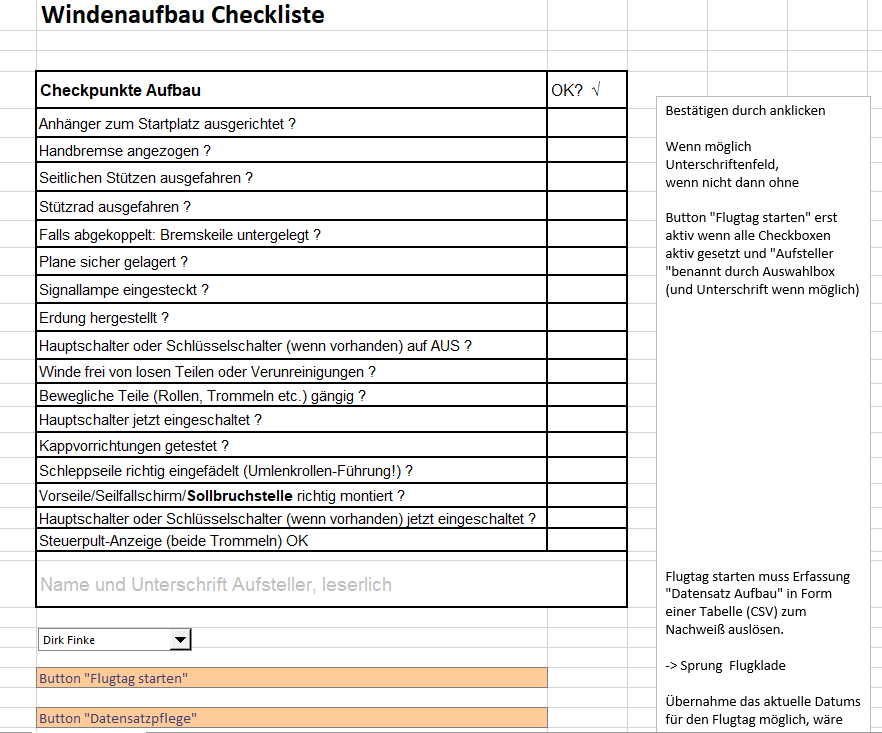 Windenaufbau Checkliste
Checkpunkte Aufbau
OK? √
Anhänger zum Startplatz ausgerichtet ?
Handbremse angezogen ?
Seitlichen Stützen ausgefahren ?
Stützrad ausgefahren ?
Falls abgekoppelt: Bremskeile untergelegt ?
Plane sicher gelagert ?
Signallampe eingesteckt ?
Erdung hergestellt ?
Hauptschalter oder Schlüsselschalter (wenn vorhanden) auf AUS ?
Winde frei von losen Teilen oder Verunreinigungen ?
Bewegliche Teile (Rollen, Trommeln etc.) gängig ?
Hauptschalter jetzt eingeschaltet ?
Kappvorrichtungen getestet ?
Schleppseile richtig eingefädelt (Umlenkrollen-Führung!) ?
Vorseile/Seilfallschirm/Sollbruchstelle richtig montiert ?
Hauptschalter oder Schlüsselschalter (wenn vorhanden) jetzt eingeschaltet ?
Steuerpult-Anzeige (beide Trommeln) OK
Name und Unterschrift Aufsteller, leserlich
Dirk Finke
Button "Flugtag starten"
Button "Datensatzpflege"
Bestätigen durch anklicken
Wenn möglich
Unterschriftenfeld,
wenn nicht dann ohne
Button "Flugtag starten" erst
aktiv wenn alle Checkboxen
aktiv gesetzt und "Aufsteller
"benannt durch Auswahlbox
(und Unterschrift wenn möglich)
Flugtag starten muss Erfassung
"Datensatz Aufbau" in Form
einer Tabelle (CSV) zum
Nachweiß auslösen.
-> Sprung Flugklade
Übernahme das aktuelle Datums
für den Flugtag möglich, wäre